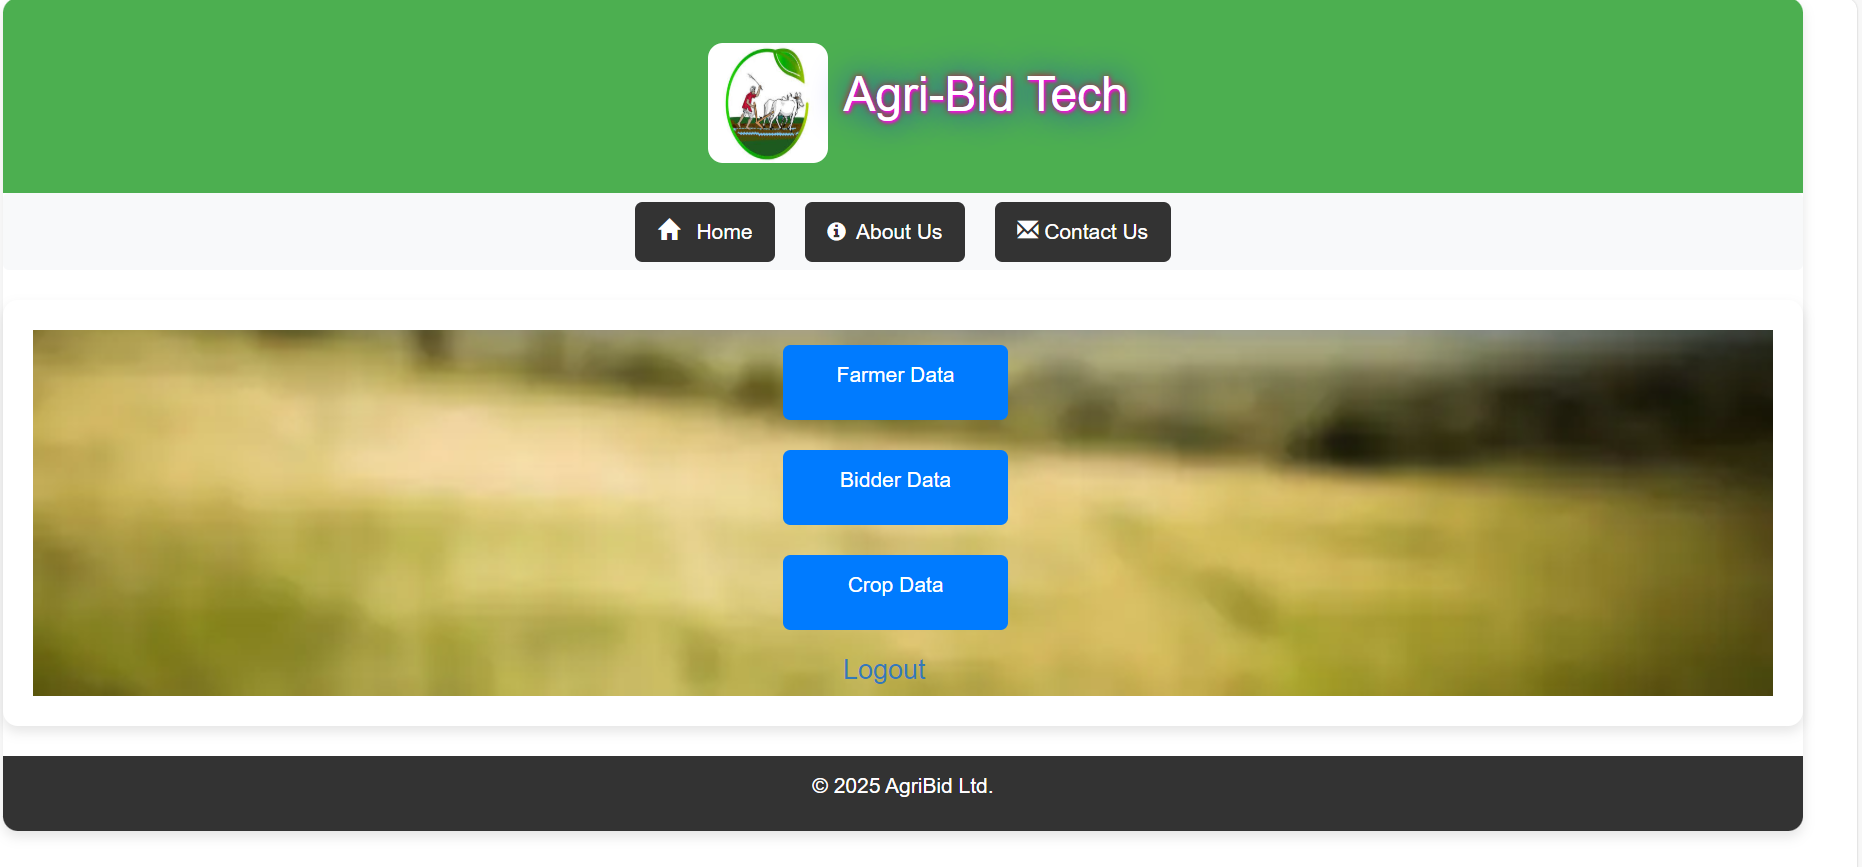 Agri-Bid Tech
Home About Us Contact Us
Farmer Data
Bidder Data
Crop Data
Logout
© 2025 AgriBid Ltd.